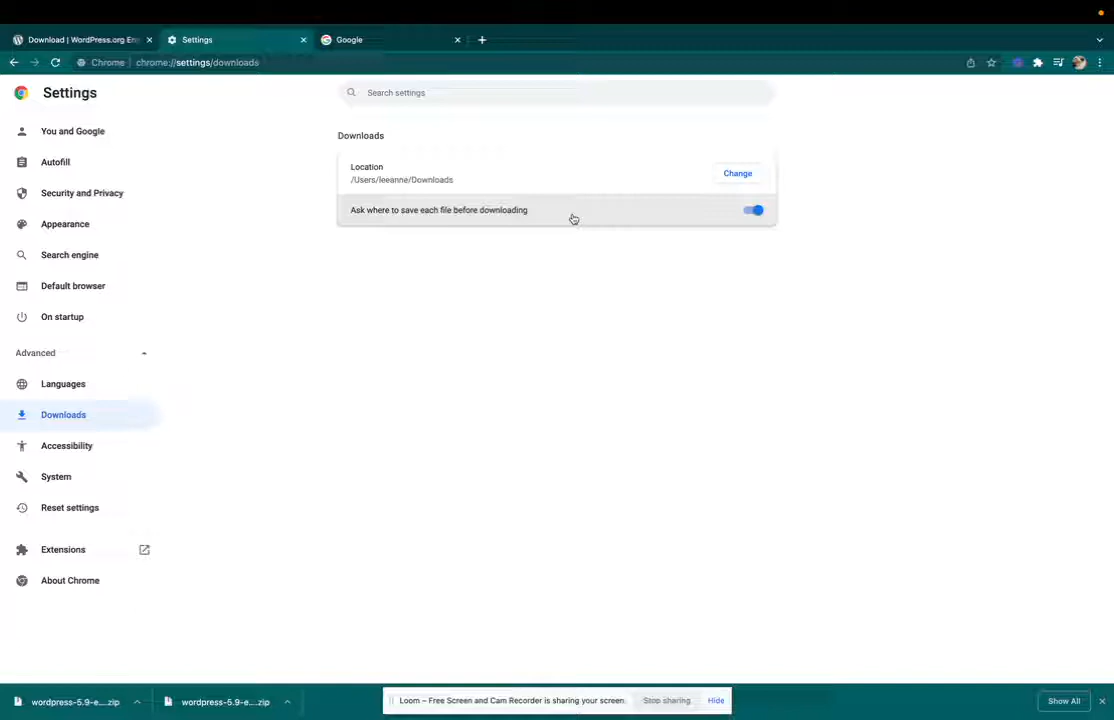 Download | WordPress.org Eng
Settings
Google
Chrome
chrome://settings/downloads
Settings
Search settings
You and Google
Autofill
Security and Privacy
Appearance
Search engine
Default browser
On startup
Advanced
Languages
Downloads
Accessibility
System
Reset settings
Extensions
About Chrome
Downloads
Location
/Users/leeanne/Downloads
Change
Ask where to save each file before downloading
wordpress-5.9-e....zip
wordpress-5.9-e....zip
Loom – Free Screen and Cam Recorder is sharing your screen.
Stop sharing
Hide
Show All